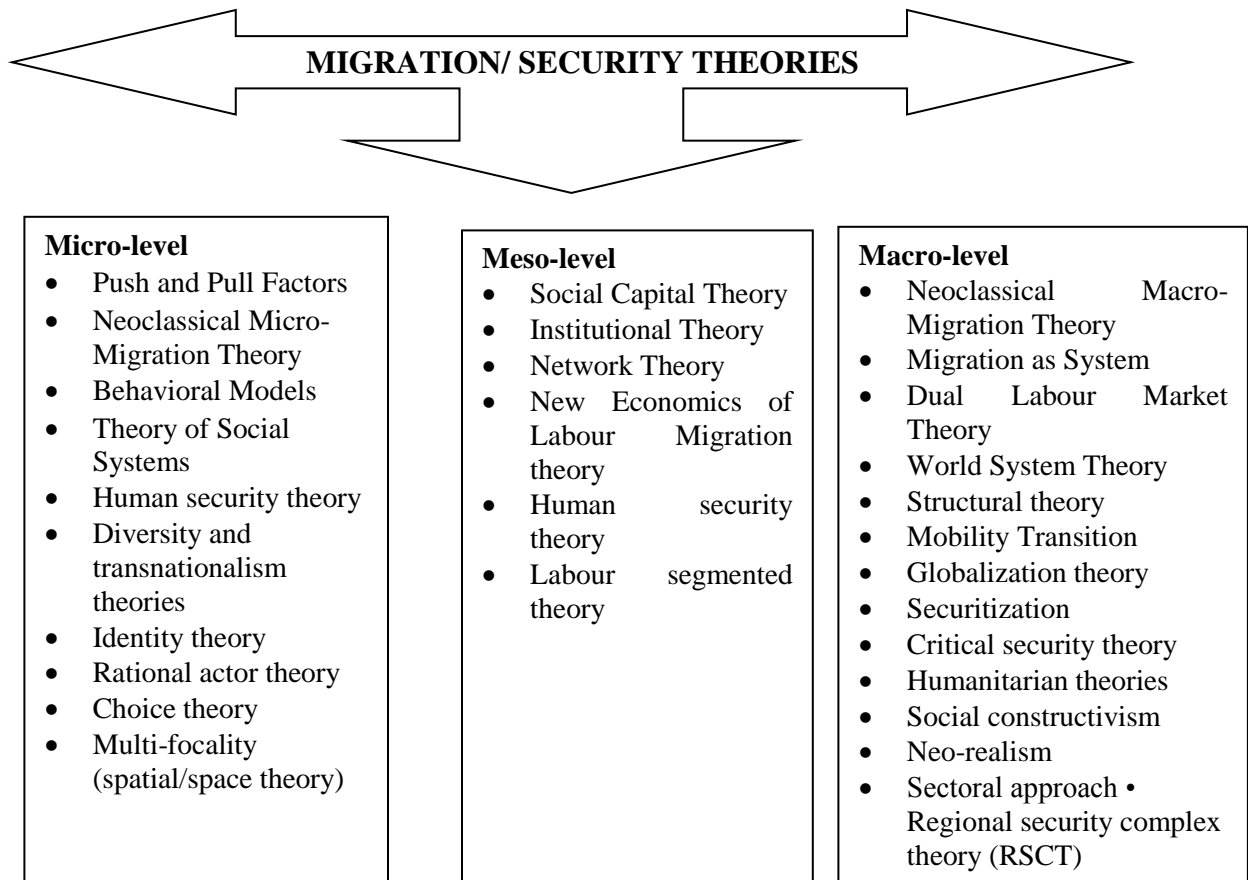 MIGRATION/ SECURITY THEORIES
Micro-level
• Push and Pull Factors
• Neoclassical Micro-
Migration Theory
• Behavioral Models
• Theory of Social
Systems
• Human security theory
• Diversity and
transnationalism
theories
• Identity theory
• Rational actor theory
• Choice theory
• Multi-focality
(spatial/space theory)
Meso-level
• Social Capital Theory
• Institutional Theory
• Network Theory
• New Economics of
Labour Migration
theory
• Human security
theory
• Labour segmented
theory
Macro-level
• Neoclassical Macro-
Migration Theory
• Migration as System
• Dual Labour Market
Theory
• World System Theory
• Structural theory
• Mobility Transition
• Globalization theory
• Securitization
• Critical security theory
• Humanitarian theories
• Social constructivism
• Neo-realism
• Sectoral approach •
Regional security complex
theory (RSCT)